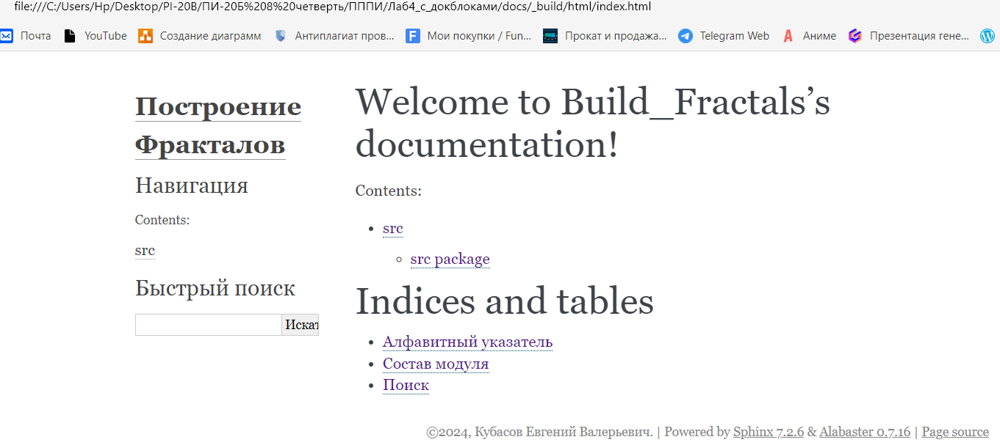 file:///C:/Users/Hp/Desktop/PI-20B/ПИ-20Б%208%20четверть/ПППИ/Лаб4_с_докблоками/docs/_build/html/index.html
Почта YouTube Создание диаграмм Антиплагиат пров... Мои покупки / Fun... Прокат и продажа... Telegram Web Аниме Презентация гене...
Построение
Фракталов
Навигация
Contents:
src
Быстрый поиск
Искат
Welcome to Build_Fractals’s
documentation!
Contents:
src
src package
Indices and tables
Алфавитный указатель
Состав модуля
Поиск
©2024, Кубасов Евгений Валерьевич. | Powered by Sphinx 7.2.6 & Alabaster 0.7.16 | Page source